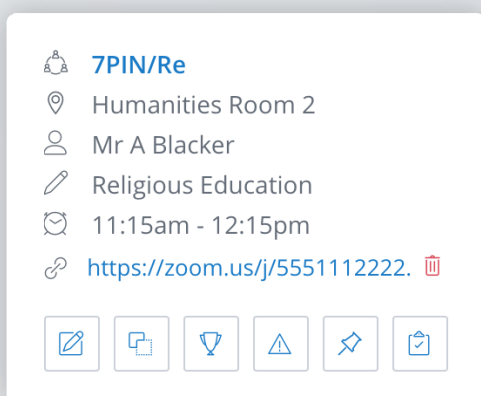 7PIN/Re
Humanities Room 2
Mr A Blacker
Religious Education
11:15am - 12:15pm
https://zoom.us/j/5551112222.